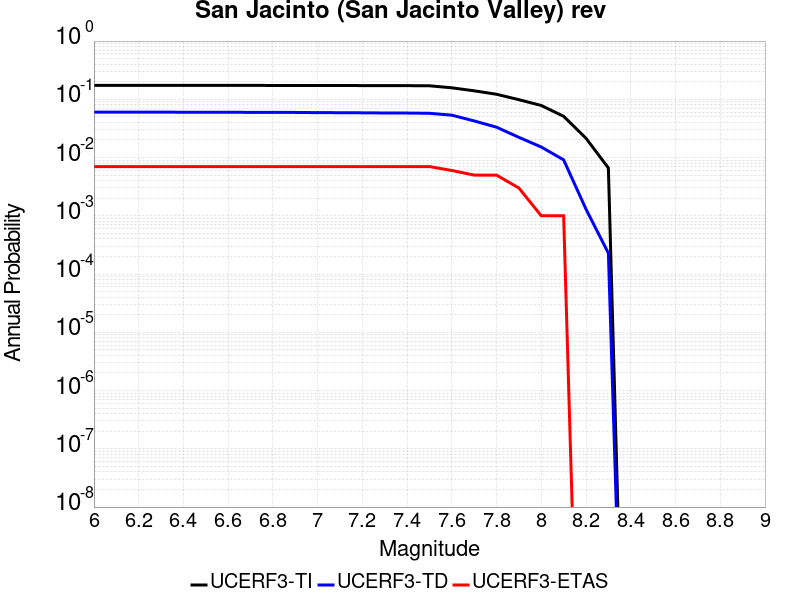 San Jacinto (San Jacinto Valley) rev
10^0
10^-1
10^-2
10^-3
10^-4
10^-5
10^-6
10^-7
10^-8
Annual Probability
6 6.2 6.4 6.6 6.8 7 7.2 7.4 7.6 7.8 8 8.2 8.4 8.6 8.8 9
Magnitude
UCERF3-TI UCERF3-TD UCERF3-ETAS